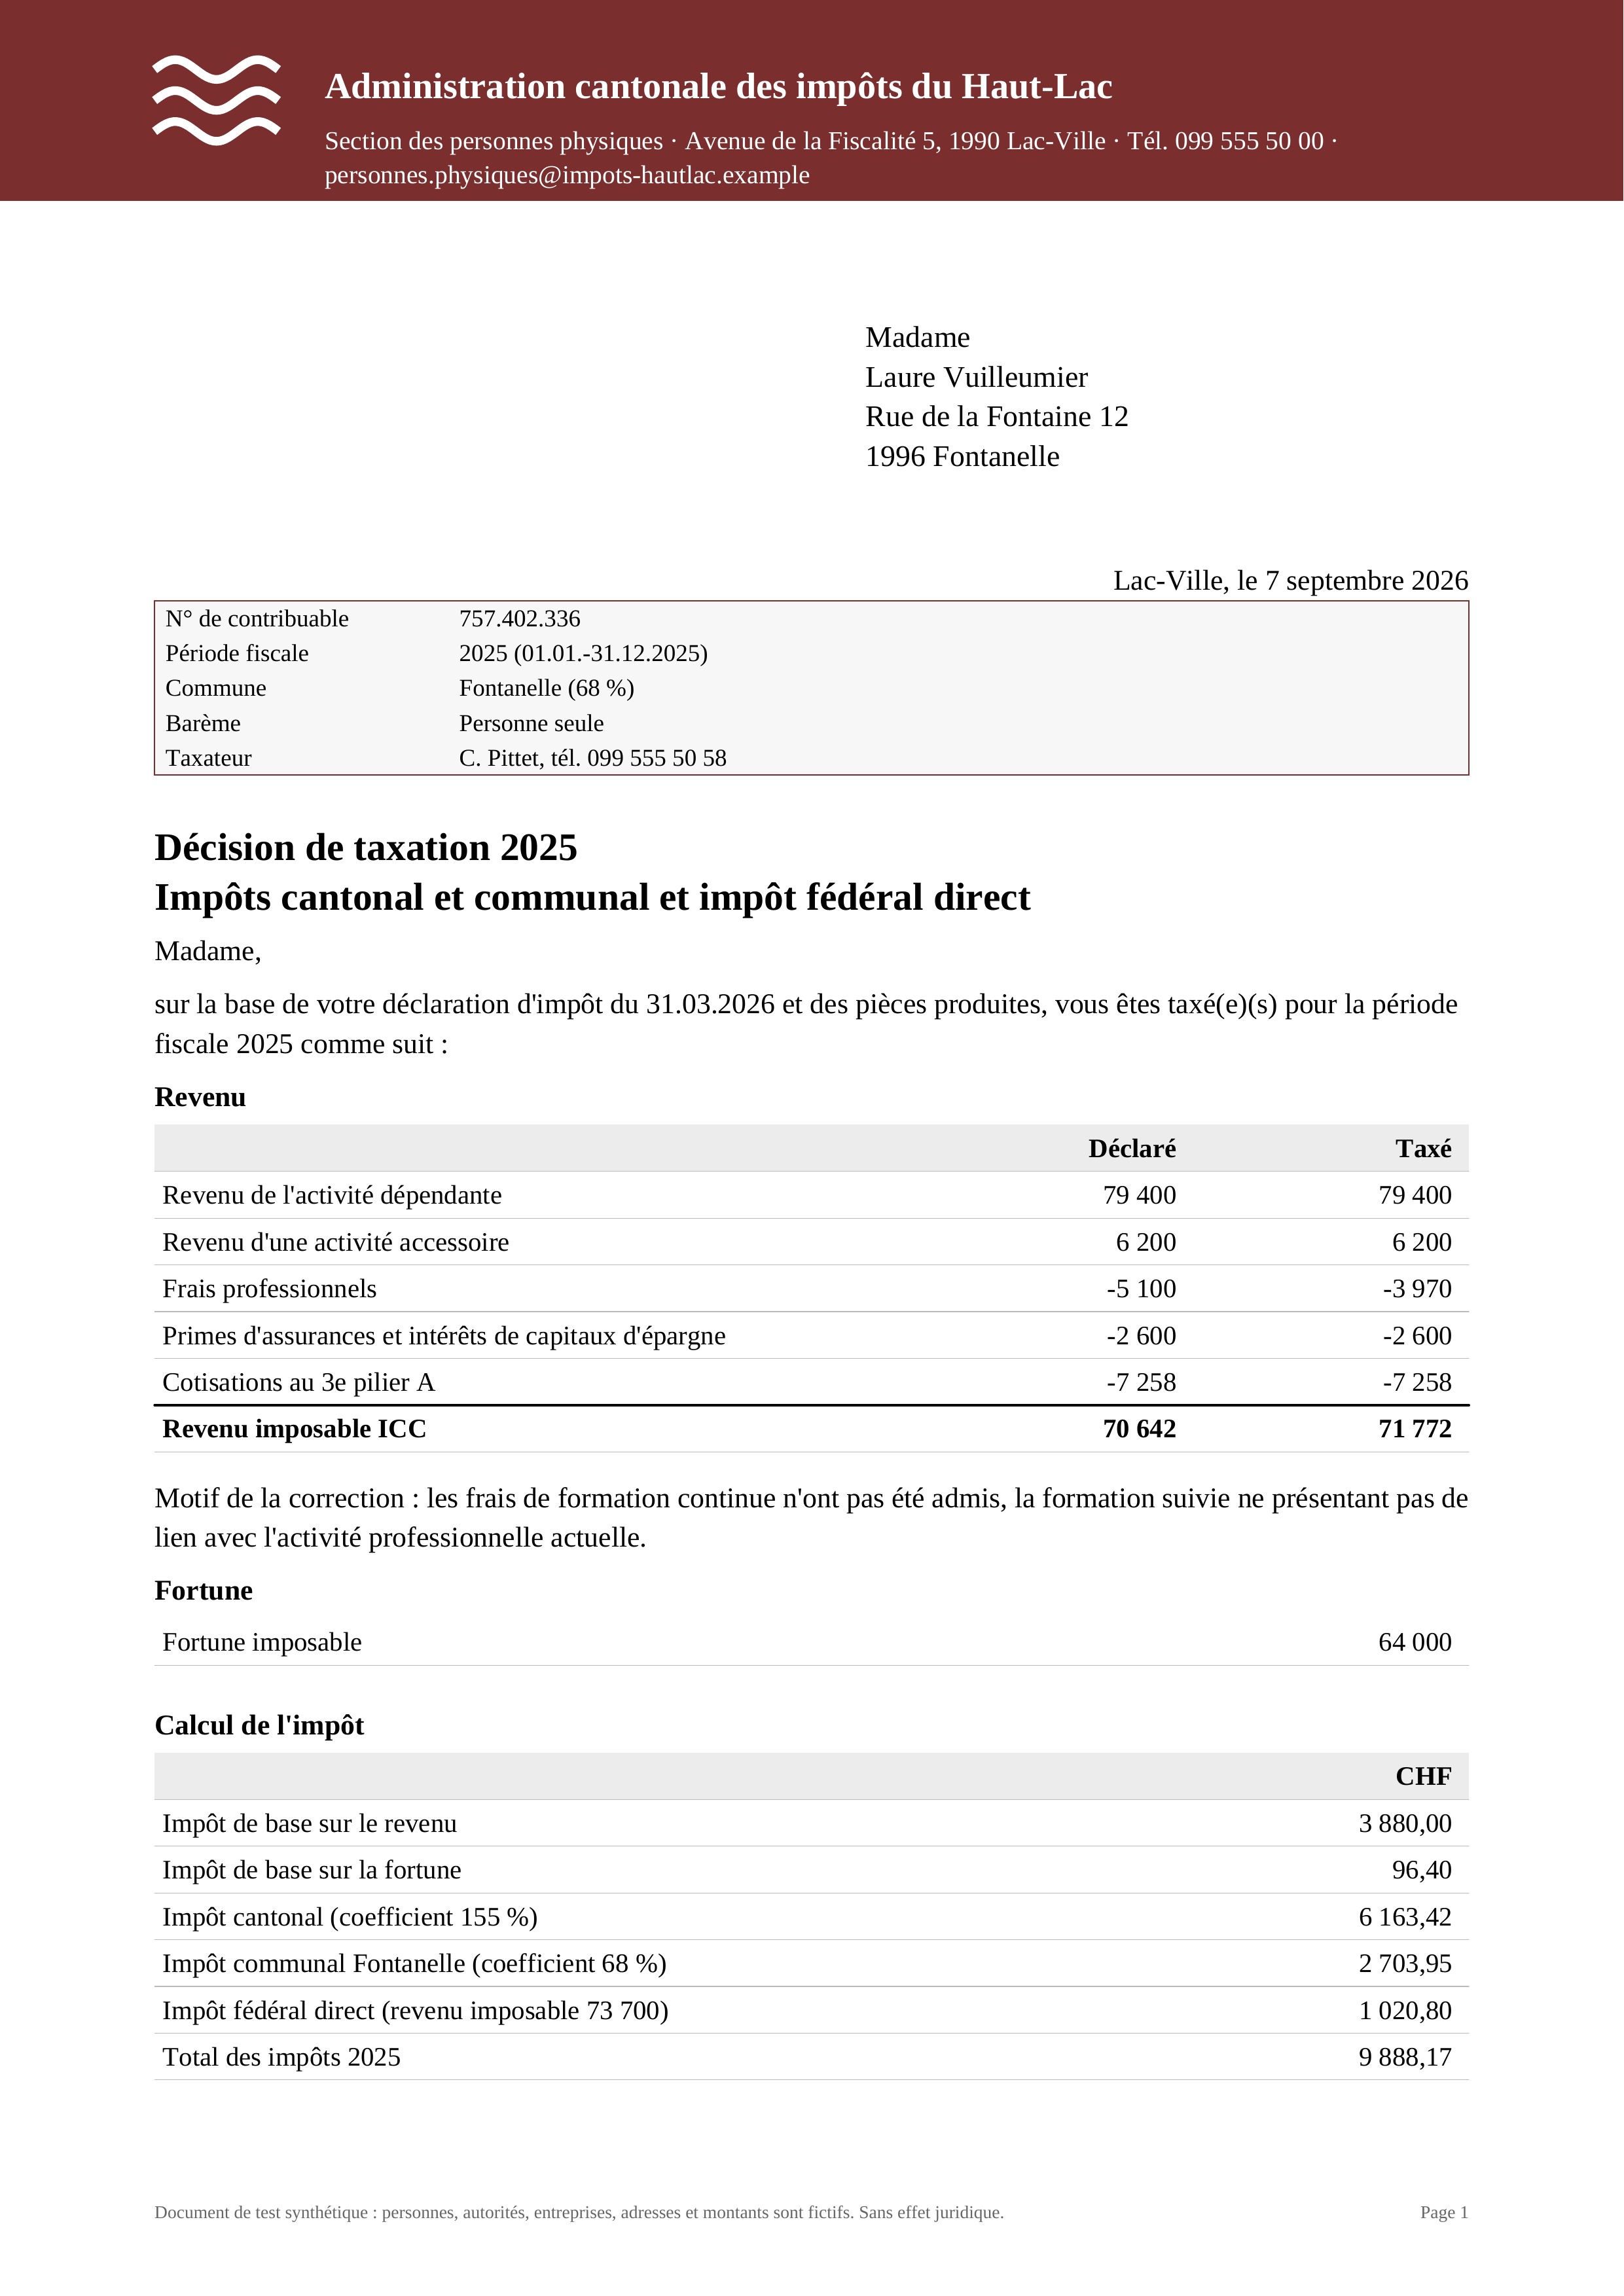 Administration cantonale des impôts du Haut-Lac
Section des personnes physiques · Avenue de la Fiscalité 5, 1990 Lac-Ville · Tél. 099 555 50 00 ·
personnes.physiques@impots-hautlac.example
Madame
Laure Vuilleumier
Rue de la Fontaine 12
1996 Fontanelle
Lac-Ville, le 7 septembre 2026
N° de contribuable 757.402.336
Période fiscale 2025 (01.01.-31.12.2025)
Commune Fontanelle (68 %)
Barème Personne seule
Taxateur C. Pittet, tél. 099 555 50 58
Décision de taxation 2025
Impôts cantonal et communal et impôt fédéral direct
Madame,
sur la base de votre déclaration d'impôt du 31.03.2026 et des pièces produites, vous êtes taxé(e)(s) pour la période
fiscale 2025 comme suit :
Revenu
Déclaré Taxé
Revenu de l'activité dépendante 79 400 79 400
Revenu d'une activité accessoire 6 200 6 200
Frais professionnels -5 100 -3 970
Primes d'assurances et intérêts de capitaux d'épargne -2 600 -2 600
Cotisations au 3e pilier A -7 258 -7 258
Revenu imposable ICC 70 642 71 772
Motif de la correction : les frais de formation continue n'ont pas été admis, la formation suivie ne présentant pas de
lien avec l'activité professionnelle actuelle.
Fortune
Fortune imposable 64 000
Calcul de l'impôt
CHF
Impôt de base sur le revenu 3 880,00
Impôt de base sur la fortune 96,40
Impôt cantonal (coefficient 155 %) 6 163,42
Impôt communal Fontanelle (coefficient 68 %) 2 703,95
Impôt fédéral direct (revenu imposable 73 700) 1 020,80
Total des impôts 2025 9 888,17
Document de test synthétique : personnes, autorités, entreprises, adresses et montants sont fictifs. Sans effet juridique. Page 1